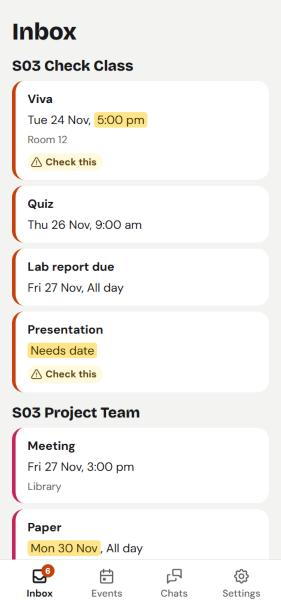 Inbox
S03 Check Class
Viva
Tue 24 Nov, 5:00 pm
Room 12
Check this
Quiz
Thu 26 Nov, 9:00 am
Lab report due
Fri 27 Nov, All day
Presentation
Needs date
Check this
S03 Project Team
Meeting
Fri 27 Nov, 3:00 pm
Library
Paper
Mon 30 Nov, All day
6
Inbox Events Chats Settings